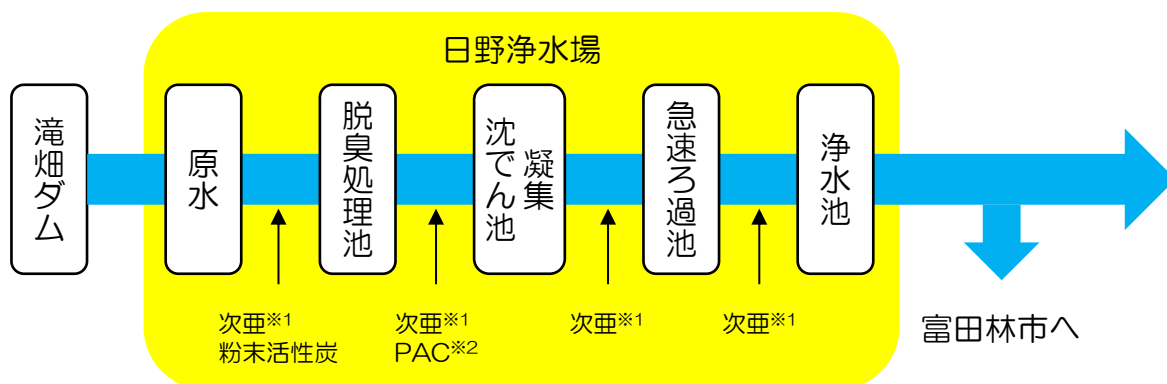 日野浄水場
滝畑ダム
原水
脱臭処理池
凝集
沈でん池
急速ろ過池
浄水池
次亜※1
粉末活性炭
次亜※1
PAC※2
次亜※1
次亜※1
富田林市へ